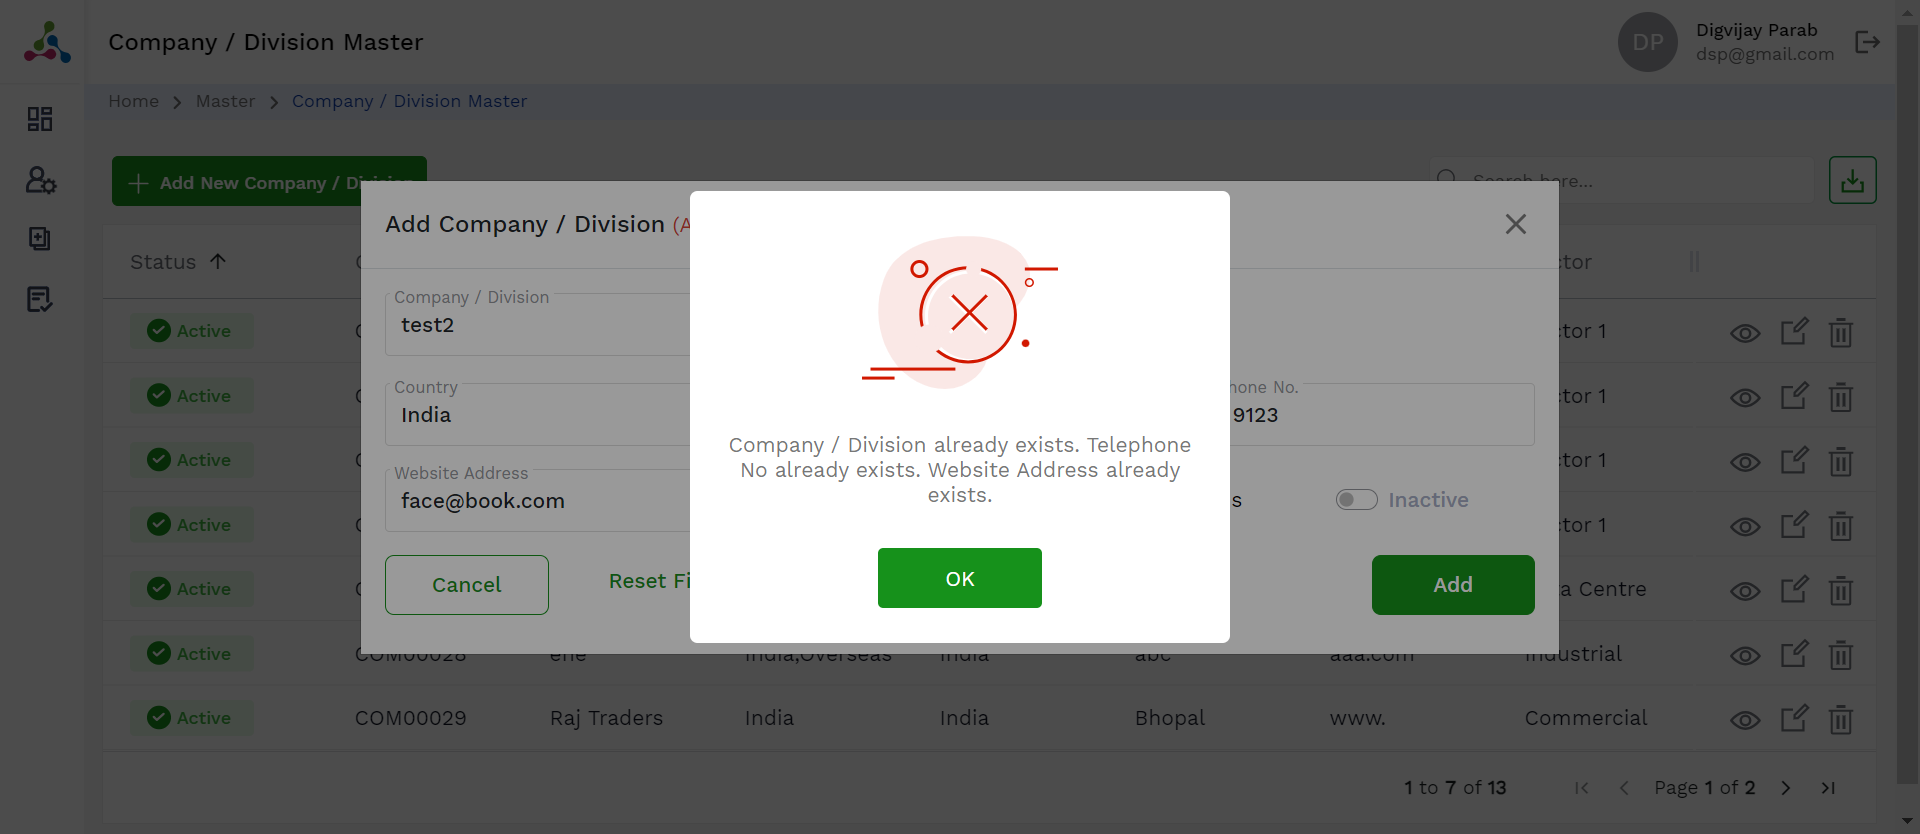 Company / Division Master
DP
Digvijay Parab
dsp@gmail.com
Home > Master > Company / Division Master
Add New Company / Division
Search here...
Add Company / Division (A
Status
tor
Company / Division
test2
Country
India
hone No.
9123
Website Address
face@book.com
s
Inactive
Cancel
Reset Fi
Add
Company / Division already exists. Telephone
No already exists. Website Address already
exists.
OK
Active
tor 1
Active
tor 1
Active
tor 1
Active
tor 1
Active
a Centre
Active COM00028 ene India,Overseas India abc aaa.com Industrial
Active COM00029 Raj Traders India India Bhopal www. Commercial
1 to 7 of 13
Page 1 of 2